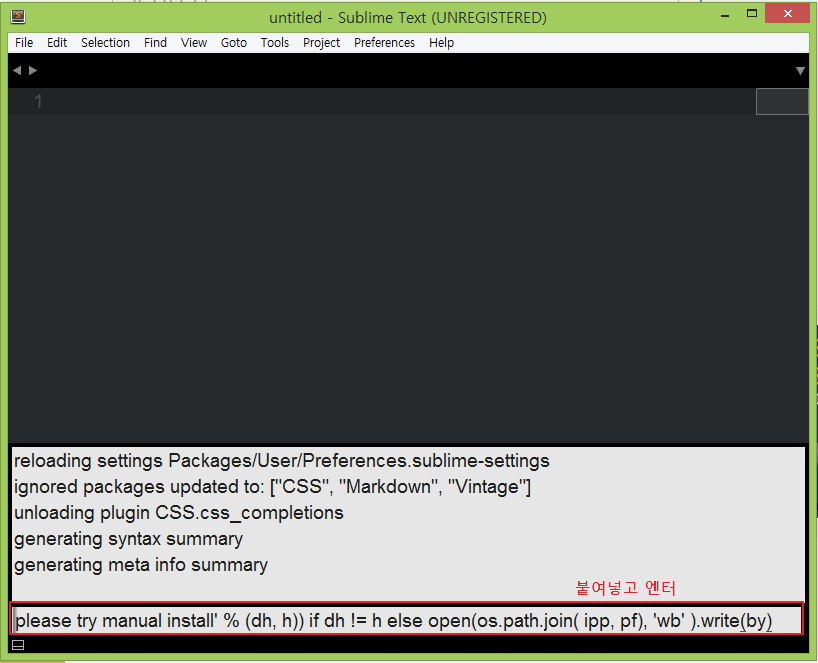 untitled - Sublime Text (UNREGISTERED)
File Edit Selection Find View Goto Tools Project Preferences Help
1
reloading settings Packages/User/Preferences.sublime-settings
ignored packages updated to: ["CSS", "Markdown", "Vintage"]
unloading plugin CSS.css_completions
generating syntax summary
generating meta info summary
붙여넣고 엔터
please try manual install' % (dh, h)) if dh != h else open(os.path.join( ipp, pf), 'wb' ).write(by)